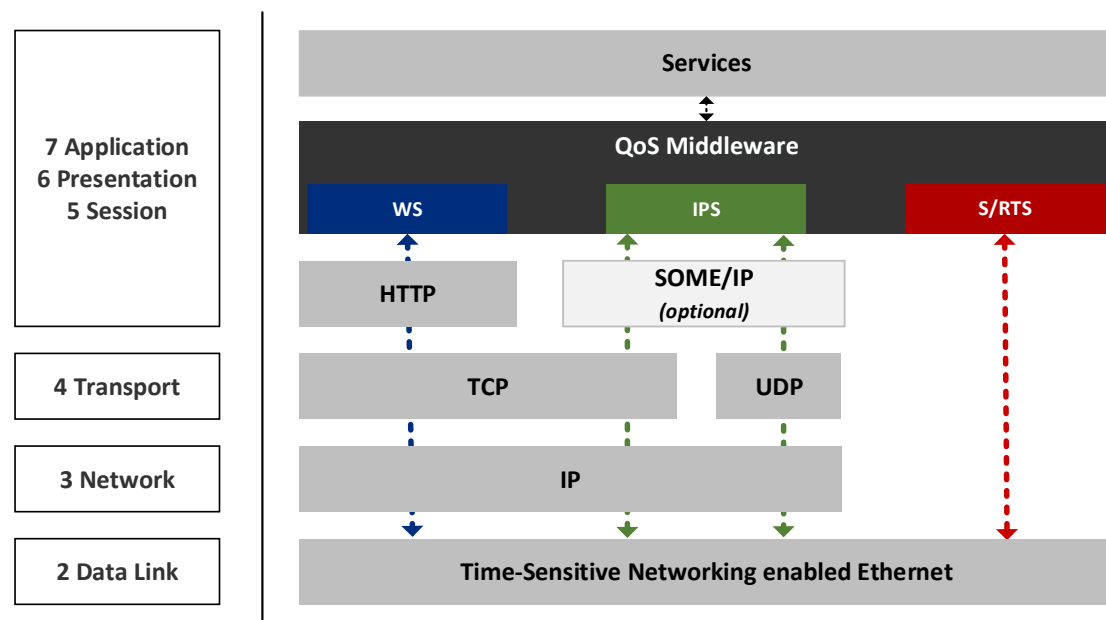 7 Application
6 Presentation
5 Session
4 Transport
3 Network
2 Data Link
Services
QoS Middleware
WS
IPS
S/RTS
HTTP
SOME/IP
(optional)
TCP
UDP
IP
Time-Sensitive Networking enabled Ethernet